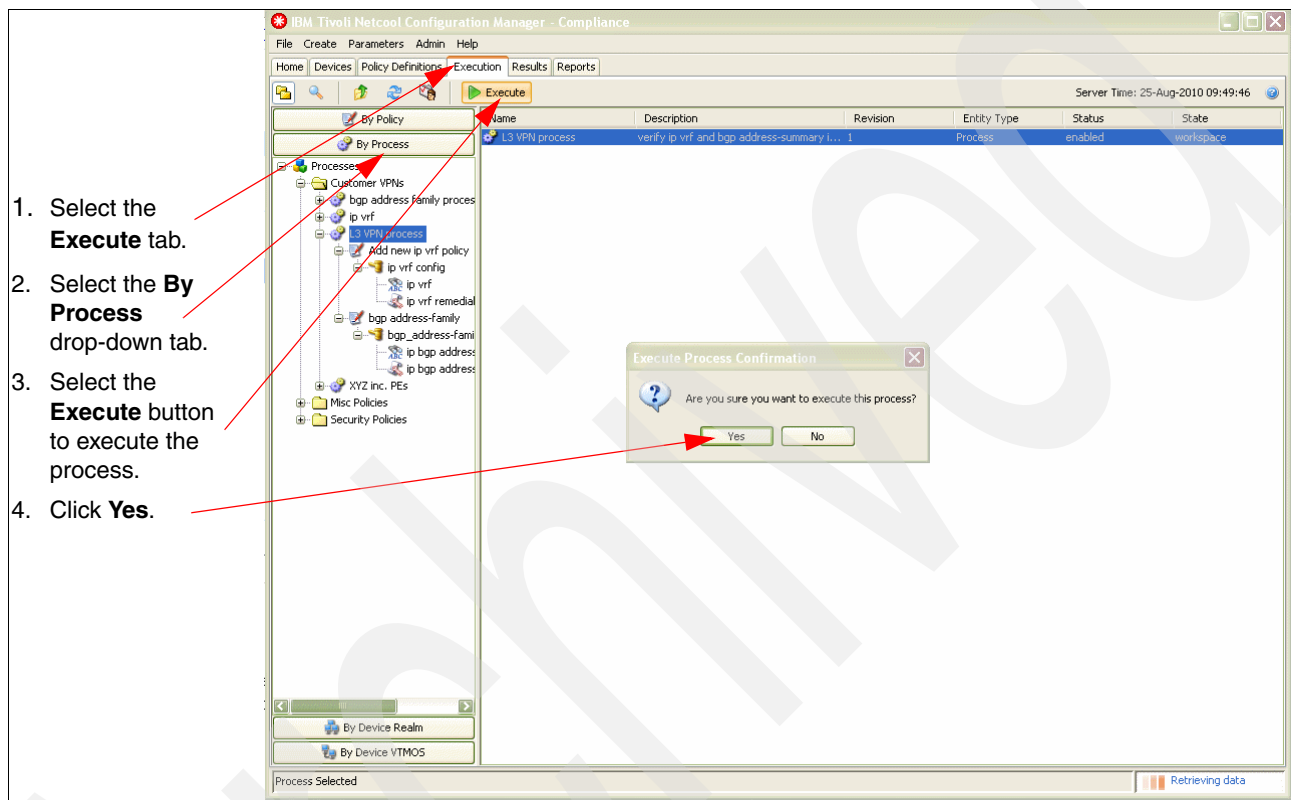 IBM Tivoli Netcool Configuration Manager - Compliance
File Create Parameters Admin Help
Home Devices Policy Definitions Execution Results Reports
Execute
Server Time: 25-Aug-2010 09:49:46
By Policy
By Process
Name Description Revision Entity Type Status State
L3 VPN process verify ip vrf and bgp address-summary i... 1 Process enabled workspace
Processes
Customer VPNs
bgp address family proces
ip vrf
L3 VPN process
Add new ip vrf policy
ip vrf config
ip vrf
ip vrf remedial
bgp address-family
bgp_address-fami
ip bgp address
ip bgp address
XYZ inc. PEs
Misc Policies
Security Policies
1. Select the
Execute tab.
2. Select the By
Process
drop-down tab.
3. Select the
Execute button
to execute the
process.
4. Click Yes.
Execute Process Confirmation
Are you sure you want to execute this process?
Yes No
By Device Realm
By Device VTMOS
Process Selected
Retrieving data